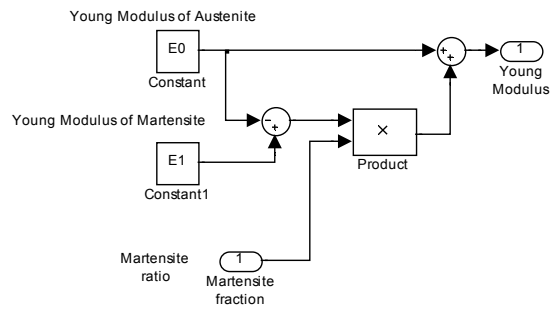 Young Modulus of Austenite
E0
Constant
1
Young
Modulus
Young Modulus of Martensite
E1
Constant1
×
Product
Martensite
ratio
1
Martensite
fraction